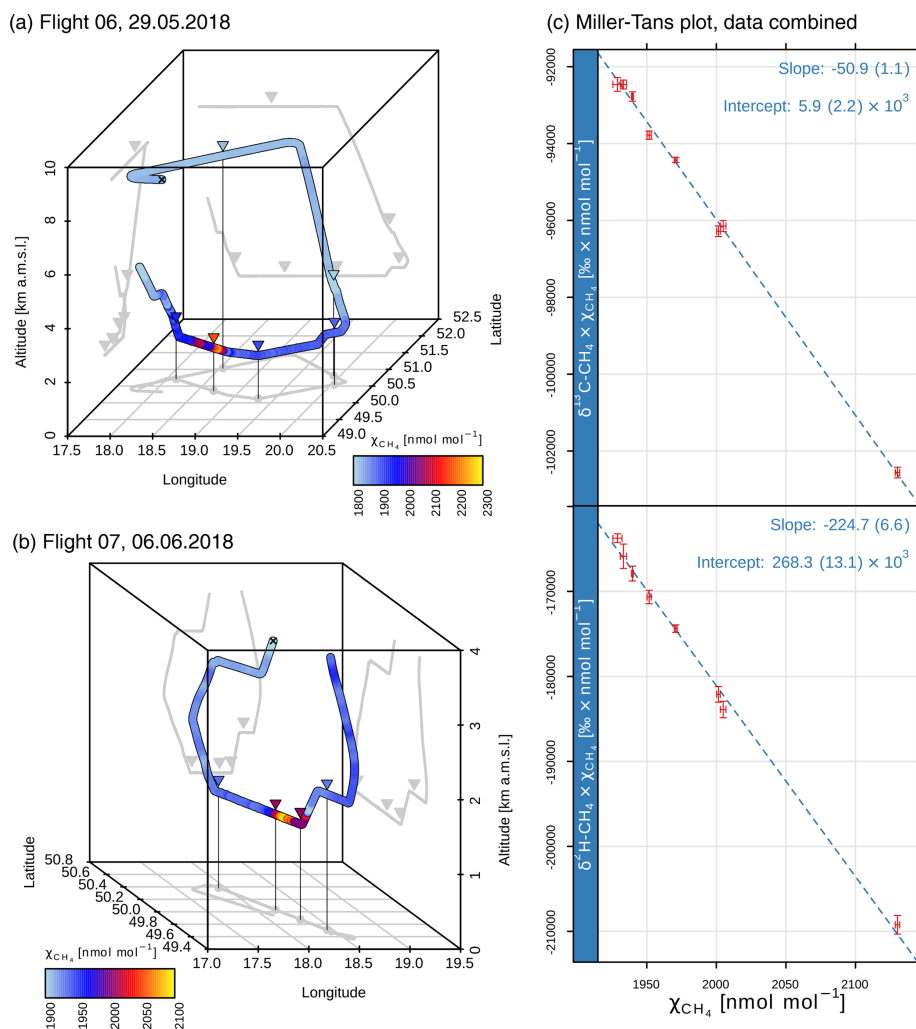 (a) Flight 06, 29.05.2018
Altitude [km a.m.s.l.]
10
8
6
4
2
0
17.5 18.0 18.5 19.0 19.5 20.0 20.5
Longitude
52.5
52.0
51.5
51.0
50.5
50.0
49.5
49.0
Latitude
χCH₄ [nmol mol⁻¹]
1800 1900 2000 2100 2200 2300
(b) Flight 07, 06.06.2018
4
3
2
1
0
Altitude [km a.m.s.l.]
Latitude
50.8
50.6
50.4
50.2
50.0
49.8
49.6
49.4
17.0 17.5 18.0 18.5 19.0 19.5
Longitude
χCH₄ [nmol mol⁻¹]
1900 1950 2000 2050 2100
(c) Miller-Tans plot, data combined
Slope: -50.9 (1.1)
Intercept: 5.9 (2.2) × 10³
δ¹³C-CH₄ × χCH₄ [‰ × nmol mol⁻¹]
-92000
-94000
-96000
-98000
-100000
-102000
Slope: -224.7 (6.6)
Intercept: 268.3 (13.1) × 10³
δ²H-CH₄ × χCH₄ [‰ × nmol mol⁻¹]
-170000
-180000
-190000
-200000
-210000
1950 2000 2050 2100
χCH₄ [nmol mol⁻¹]